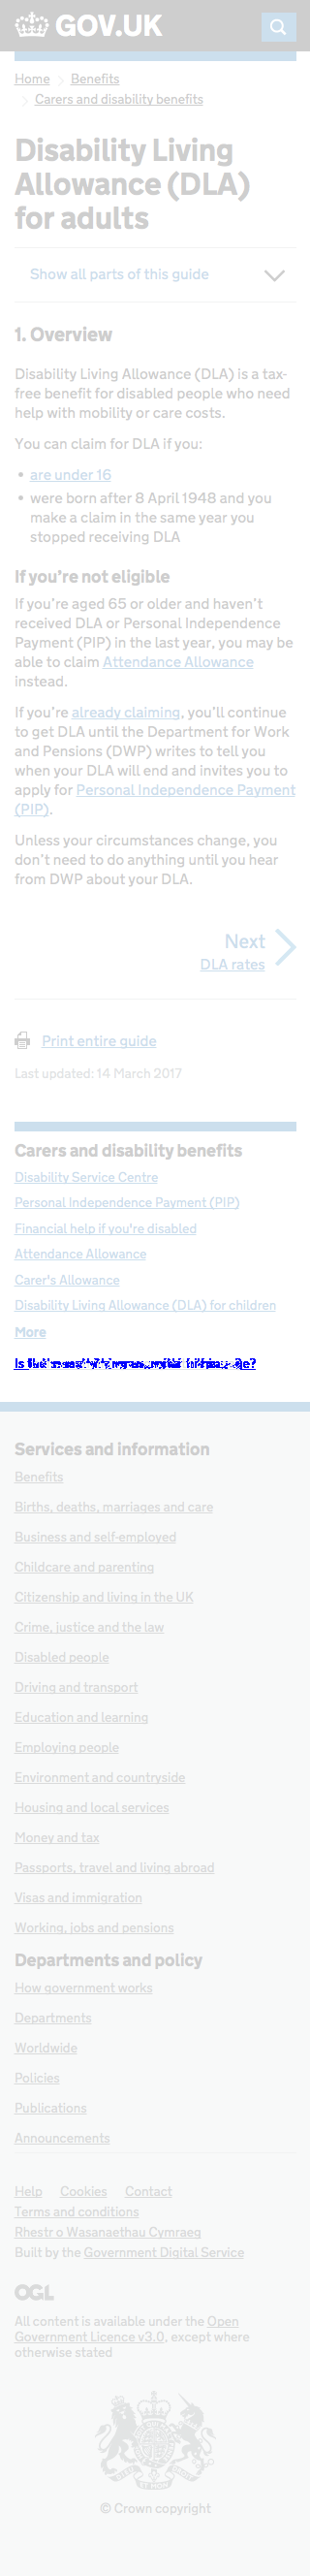 GOV.UK
Home
Benefits
Carers and disability benefits
Disability Living
Allowance (DLA)
for adults
Show all parts of this guide
1. Overview
Disability Living Allowance (DLA) is a tax-
free benefit for disabled people who need
help with mobility or care costs.
You can claim for DLA if you:
• are under 16
• were born after 8 April 1948 and you
make a claim in the same year you
stopped receiving DLA
If you’re not eligible
If you’re aged 65 or older and haven’t
received DLA or Personal Independence
Payment (PIP) in the last year, you may be
able to claim Attendance Allowance
instead.
If you’re already claiming, you’ll continue
to get DLA until the Department for Work
and Pensions (DWP) writes to tell you
when your DLA will end and invites you to
apply for Personal Independence Payment
(PIP).
Unless your circumstances change, you
don’t need to do anything until you hear
from DWP about your DLA.
Next
DLA rates
Print entire guide
Last updated: 14 March 2017
Carers and disability benefits
Disability Service Centre
Personal Independence Payment (PIP)
Financial help if you're disabled
Attendance Allowance
Carer's Allowance
Disability Living Allowance (DLA) for children
More
Services and information
Benefits
Births, deaths, marriages and care
Business and self-employed
Childcare and parenting
Citizenship and living in the UK
Crime, justice and the law
Disabled people
Driving and transport
Education and learning
Employing people
Environment and countryside
Housing and local services
Money and tax
Passports, travel and living abroad
Visas and immigration
Working, jobs and pensions
Departments and policy
How government works
Departments
Worldwide
Policies
Publications
Announcements
Help Cookies Contact
Terms and conditions
Rhestr o Wasanaethau Cymraeg
Built by the Government Digital Service
OGL
All content is available under the Open
Government Licence v3.0, except where
otherwise stated
© Crown copyright